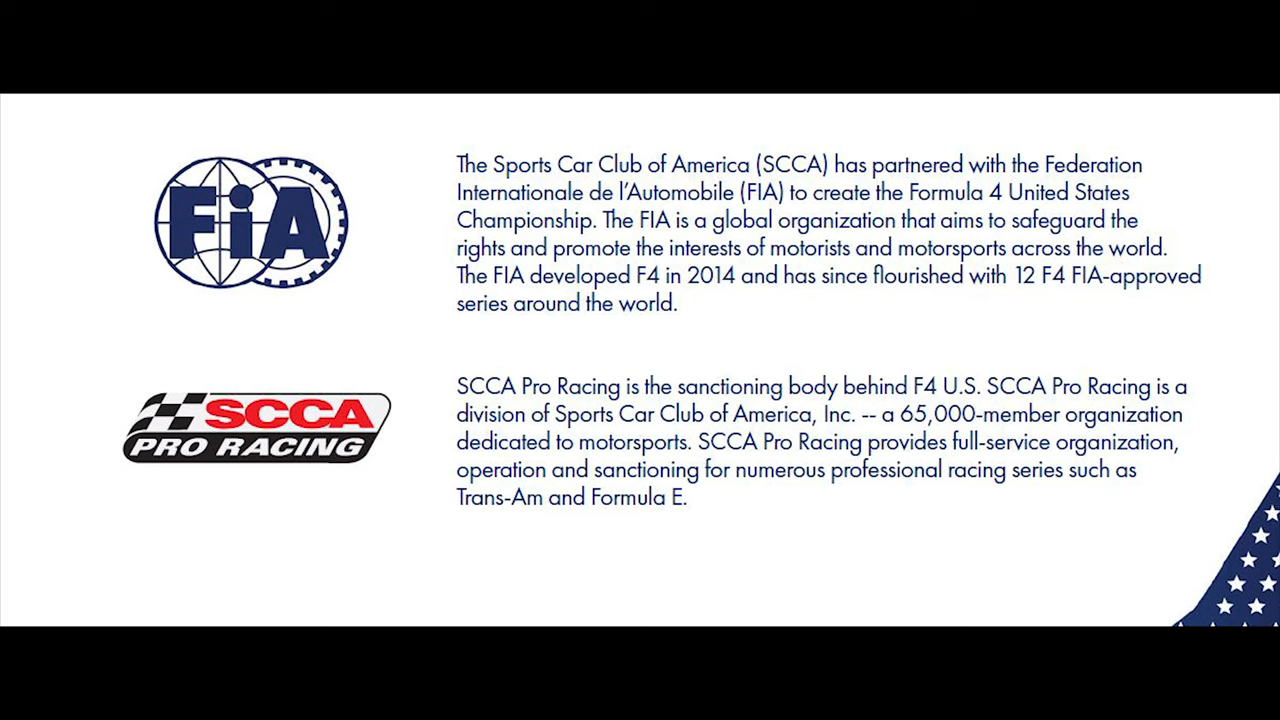 FiA
The Sports Car Club of America (SCCA) has partnered with the Federation
Internationale de l’Automobile (FIA) to create the Formula 4 United States
Championship. The FIA is a global organization that aims to safeguard the
rights and promote the interests of motorists and motorsports across the world.
The FIA developed F4 in 2014 and has since flourished with 12 F4 FIA-approved
series around the world.
SCCA
PRO RACING
SCCA Pro Racing is the sanctioning body behind F4 U.S. SCCA Pro Racing is a
division of Sports Car Club of America, Inc. -- a 65,000-member organization
dedicated to motorsports. SCCA Pro Racing provides full-service organization,
operation and sanctioning for numerous professional racing series such as
Trans-Am and Formula E.